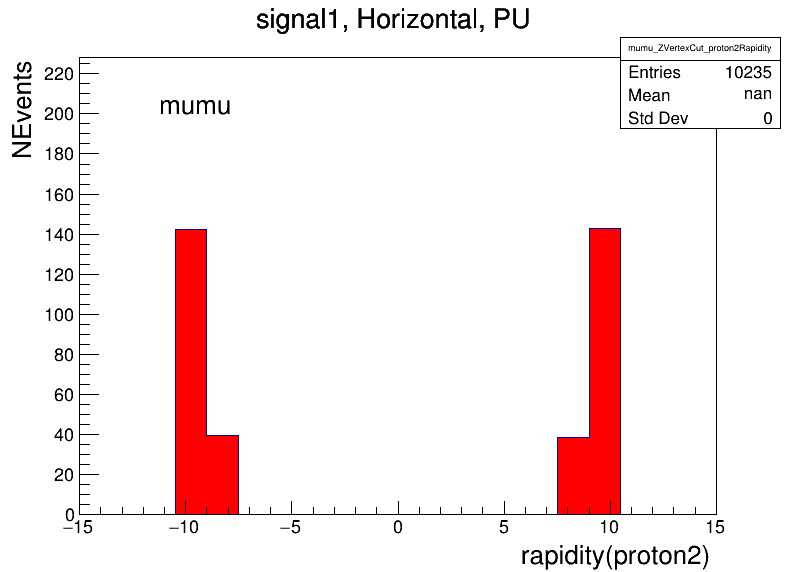 signal1, Horizontal, PU
mumu_ZVertexCut_proton2Rapidity
Entries 10235
Mean nan
Std Dev 0
NEvents
mumu
220
200
180
160
140
120
100
80
60
40
20
0
−15 −10 −5 0 5 10 15
rapidity(proton2)